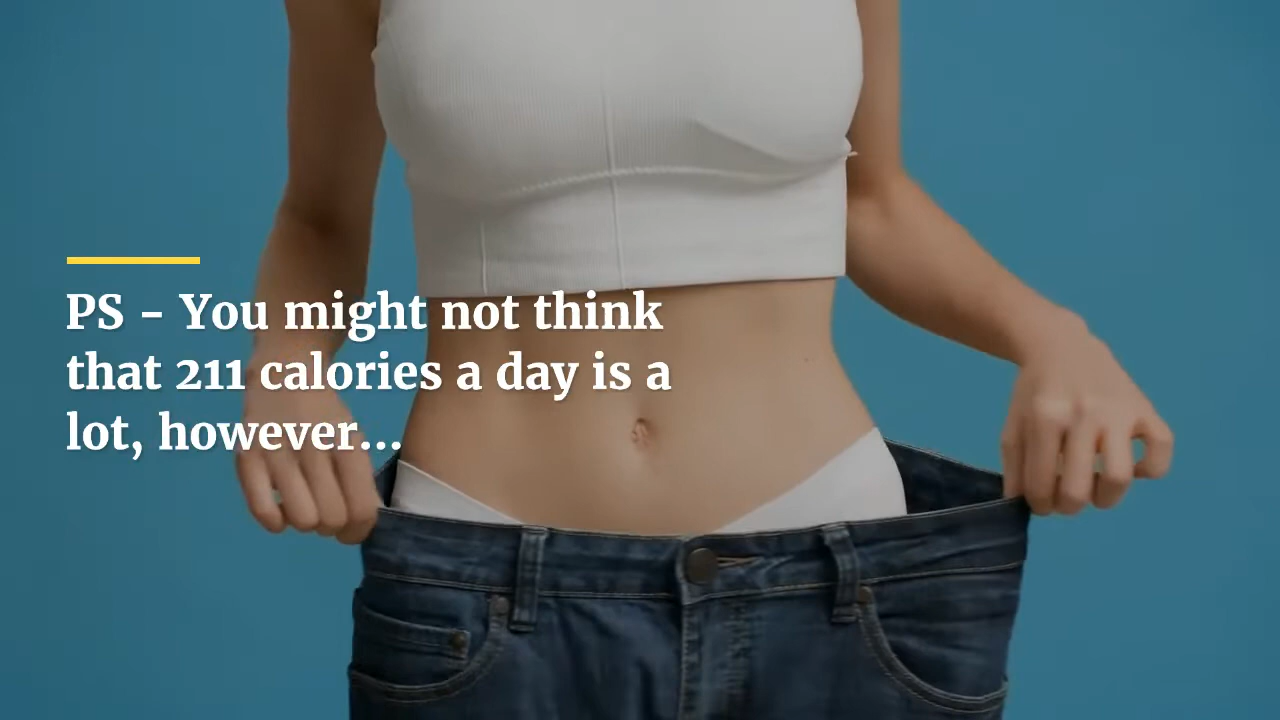 PS - You might not think
that 211 calories a day is a
lot, however...